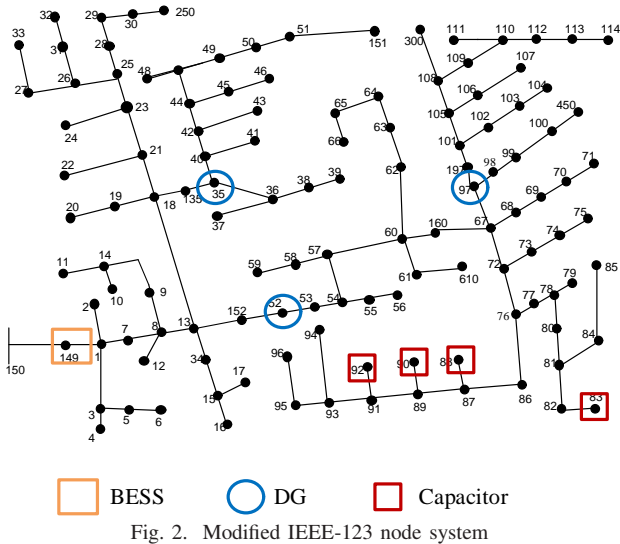 32 29 30 250
33 31 28 49 50 51 151 300 111 110 112 113 114
27 26 25 48 109 107
23 44 45 46 65 64 108 106 104
24 42 43 63 105 103 450
21 40 41 66 101 102 100
22 39 62 197 98 99 71
20 19 18 135 35 36 38 97 70
37 69
68 75
67 74
11 14 59 58 57 60 160 72 73 85
10 9 61 610 79
2 54 56 77 78
52 53 55 76
152 80 84
13 94
150 149 1 7 8 12 34 96 92 90 88 81
17 86
3 5 6 15 95 93 91 89 87 82 83
4 16
BESS DG Capacitor
Fig. 2. Modified IEEE-123 node system